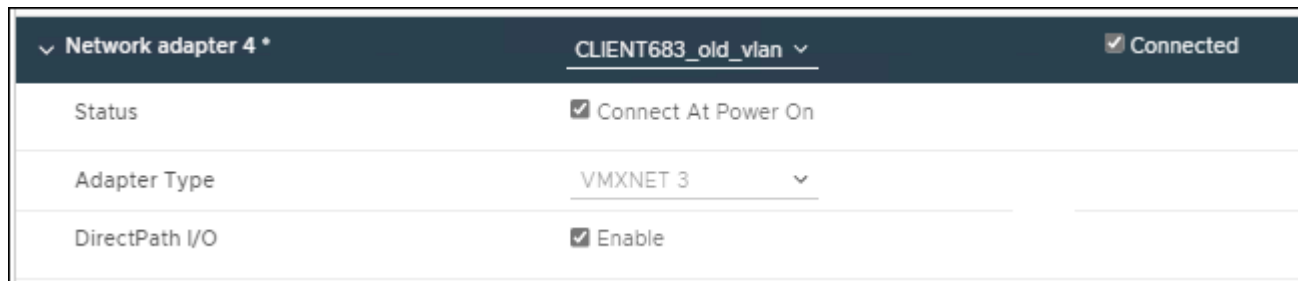 Network adapter 4 * CLIENT683_old_vlan Connected
Status Connect At Power On
Adapter Type VMXNET 3
DirectPath I/O Enable